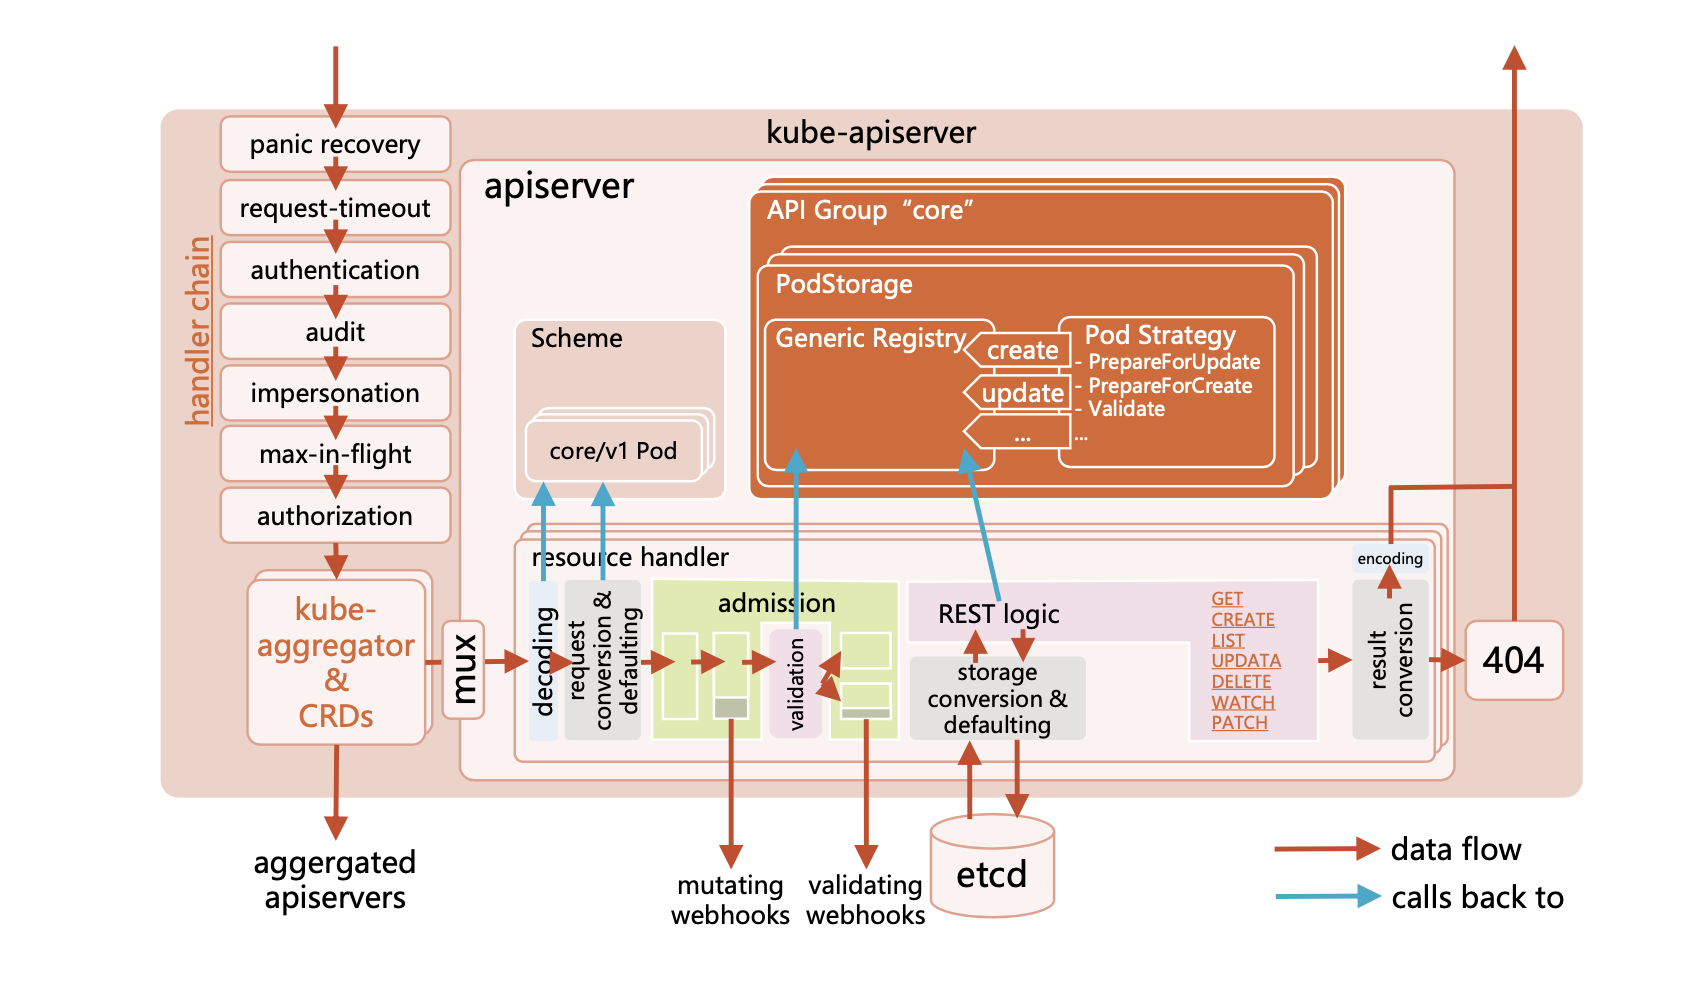 kube-apiserver
handler chain
panic recovery
request-timeout
authentication
audit
impersonation
max-in-flight
authorization
kube-
aggregator
&
CRDs
aggergated
apiservers
mux
apiserver
Scheme
core/v1 Pod
API Group “core”
PodStorage
Generic Registry
create
update
...
Pod Strategy
- PrepareForUpdate
- PrepareForCreate
- Validate
...
resource handler
decoding
request
conversion &
defaulting
admission
validation
mutating
webhooks
validating
webhooks
REST logic
storage
conversion &
defaulting
etcd
GET
CREATE
LIST
UPDATA
DELETE
WATCH
PATCH
encoding
result
conversion
404
data flow
calls back to